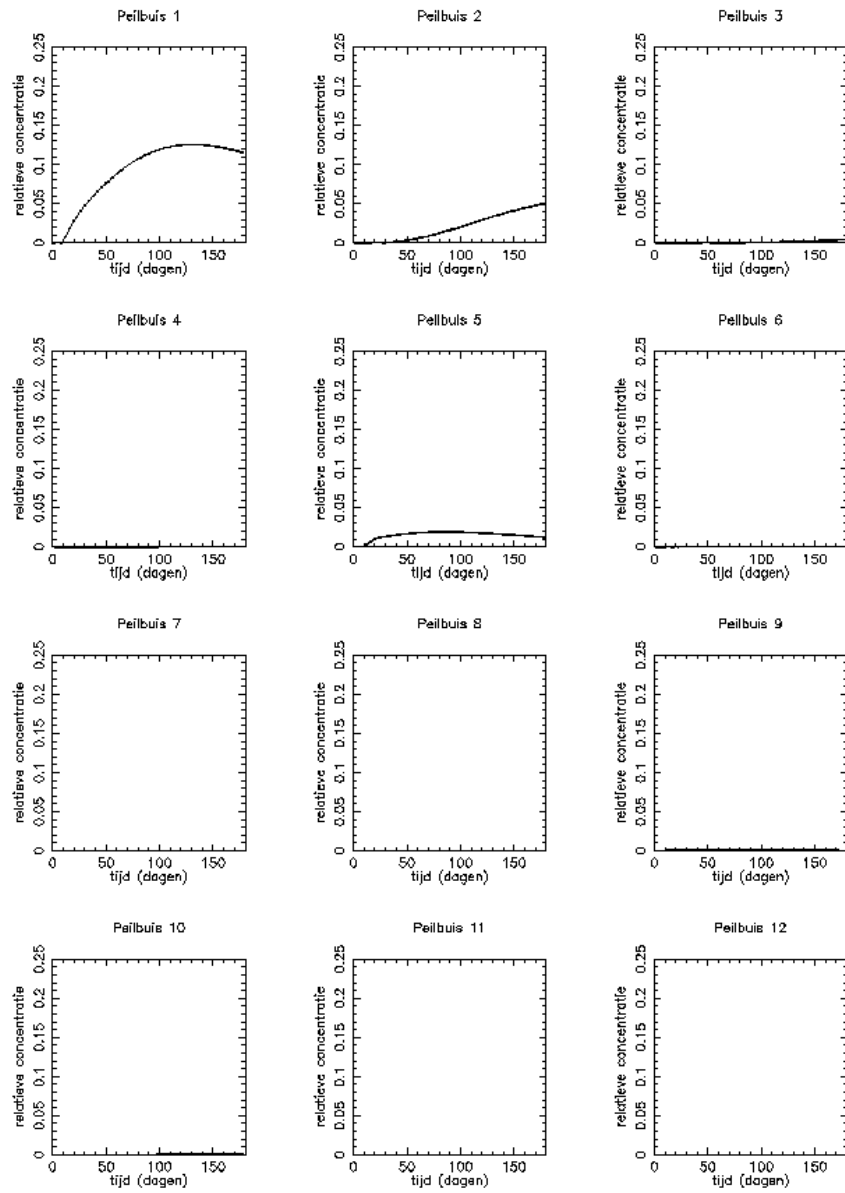 Peilbuis 1
relatieve concentratie
0 0.05 0.1 0.15 0.2 0.25
0 50 100 150
tijd (dagen)
Peilbuis 2
relatieve concentratie
0 0.05 0.1 0.15 0.2 0.25
0 50 100 150
tijd (dagen)
Peilbuis 3
relatieve concentratie
0 0.05 0.1 0.15 0.2 0.25
0 50 100 150
tijd (dagen)
Peilbuis 4
relatieve concentratie
0 0.05 0.1 0.15 0.2 0.25
0 50 100 150
tijd (dagen)
Peilbuis 5
relatieve concentratie
0 0.05 0.1 0.15 0.2 0.25
0 50 100 150
tijd (dagen)
Peilbuis 6
relatieve concentratie
0 0.05 0.1 0.15 0.2 0.25
0 50 100 150
tijd (dagen)
Peilbuis 7
relatieve concentratie
0 0.05 0.1 0.15 0.2 0.25
0 50 100 150
tijd (dagen)
Peilbuis 8
relatieve concentratie
0 0.05 0.1 0.15 0.2 0.25
0 50 100 150
tijd (dagen)
Peilbuis 9
relatieve concentratie
0 0.05 0.1 0.15 0.2 0.25
0 50 100 150
tijd (dagen)
Peilbuis 10
relatieve concentratie
0 0.05 0.1 0.15 0.2 0.25
0 50 100 150
tijd (dagen)
Peilbuis 11
relatieve concentratie
0 0.05 0.1 0.15 0.2 0.25
0 50 100 150
tijd (dagen)
Peilbuis 12
relatieve concentratie
0 0.05 0.1 0.15 0.2 0.25
0 50 100 150
tijd (dagen)